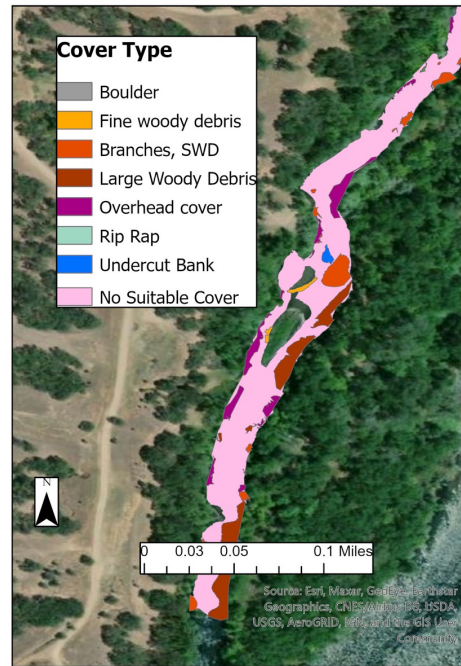 Cover Type
Boulder
Fine woody debris
Branches, SWD
Large Woody Debris
Overhead cover
Rip Rap
Undercut Bank
No Suitable Cover
N
0 0.03 0.05 0.1 Miles
Source: Esri, Maxar, GeoEye, Earthstar
Geographics, CNES/Airbus DS, USDA,
USGS, AeroGRID, IGN, and the GIS User
Community